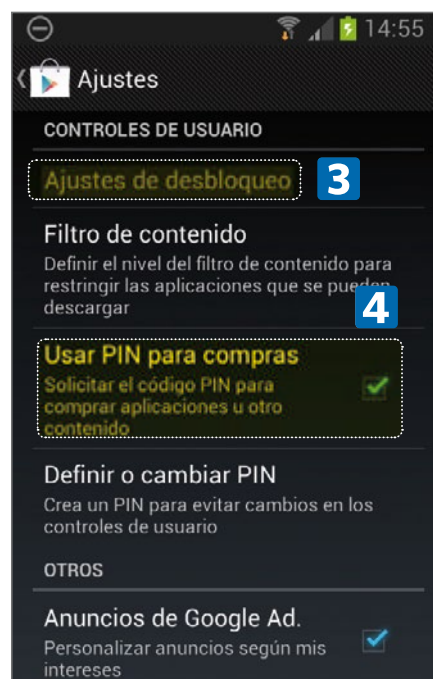 14:55
Ajustes
CONTROLES DE USUARIO
Ajustes de desbloqueo
3
Filtro de contenido
Definir el nivel del filtro de contenido para
restringir las aplicaciones que se pueden
descargar
4
Usar PIN para compras
Solicitar el código PIN para
comprar aplicaciones u otro
contenido
Definir o cambiar PIN
Crea un PIN para evitar cambios en los
controles de usuario
OTROS
Anuncios de Google Ad.
Personalizar anuncios según mis
intereses